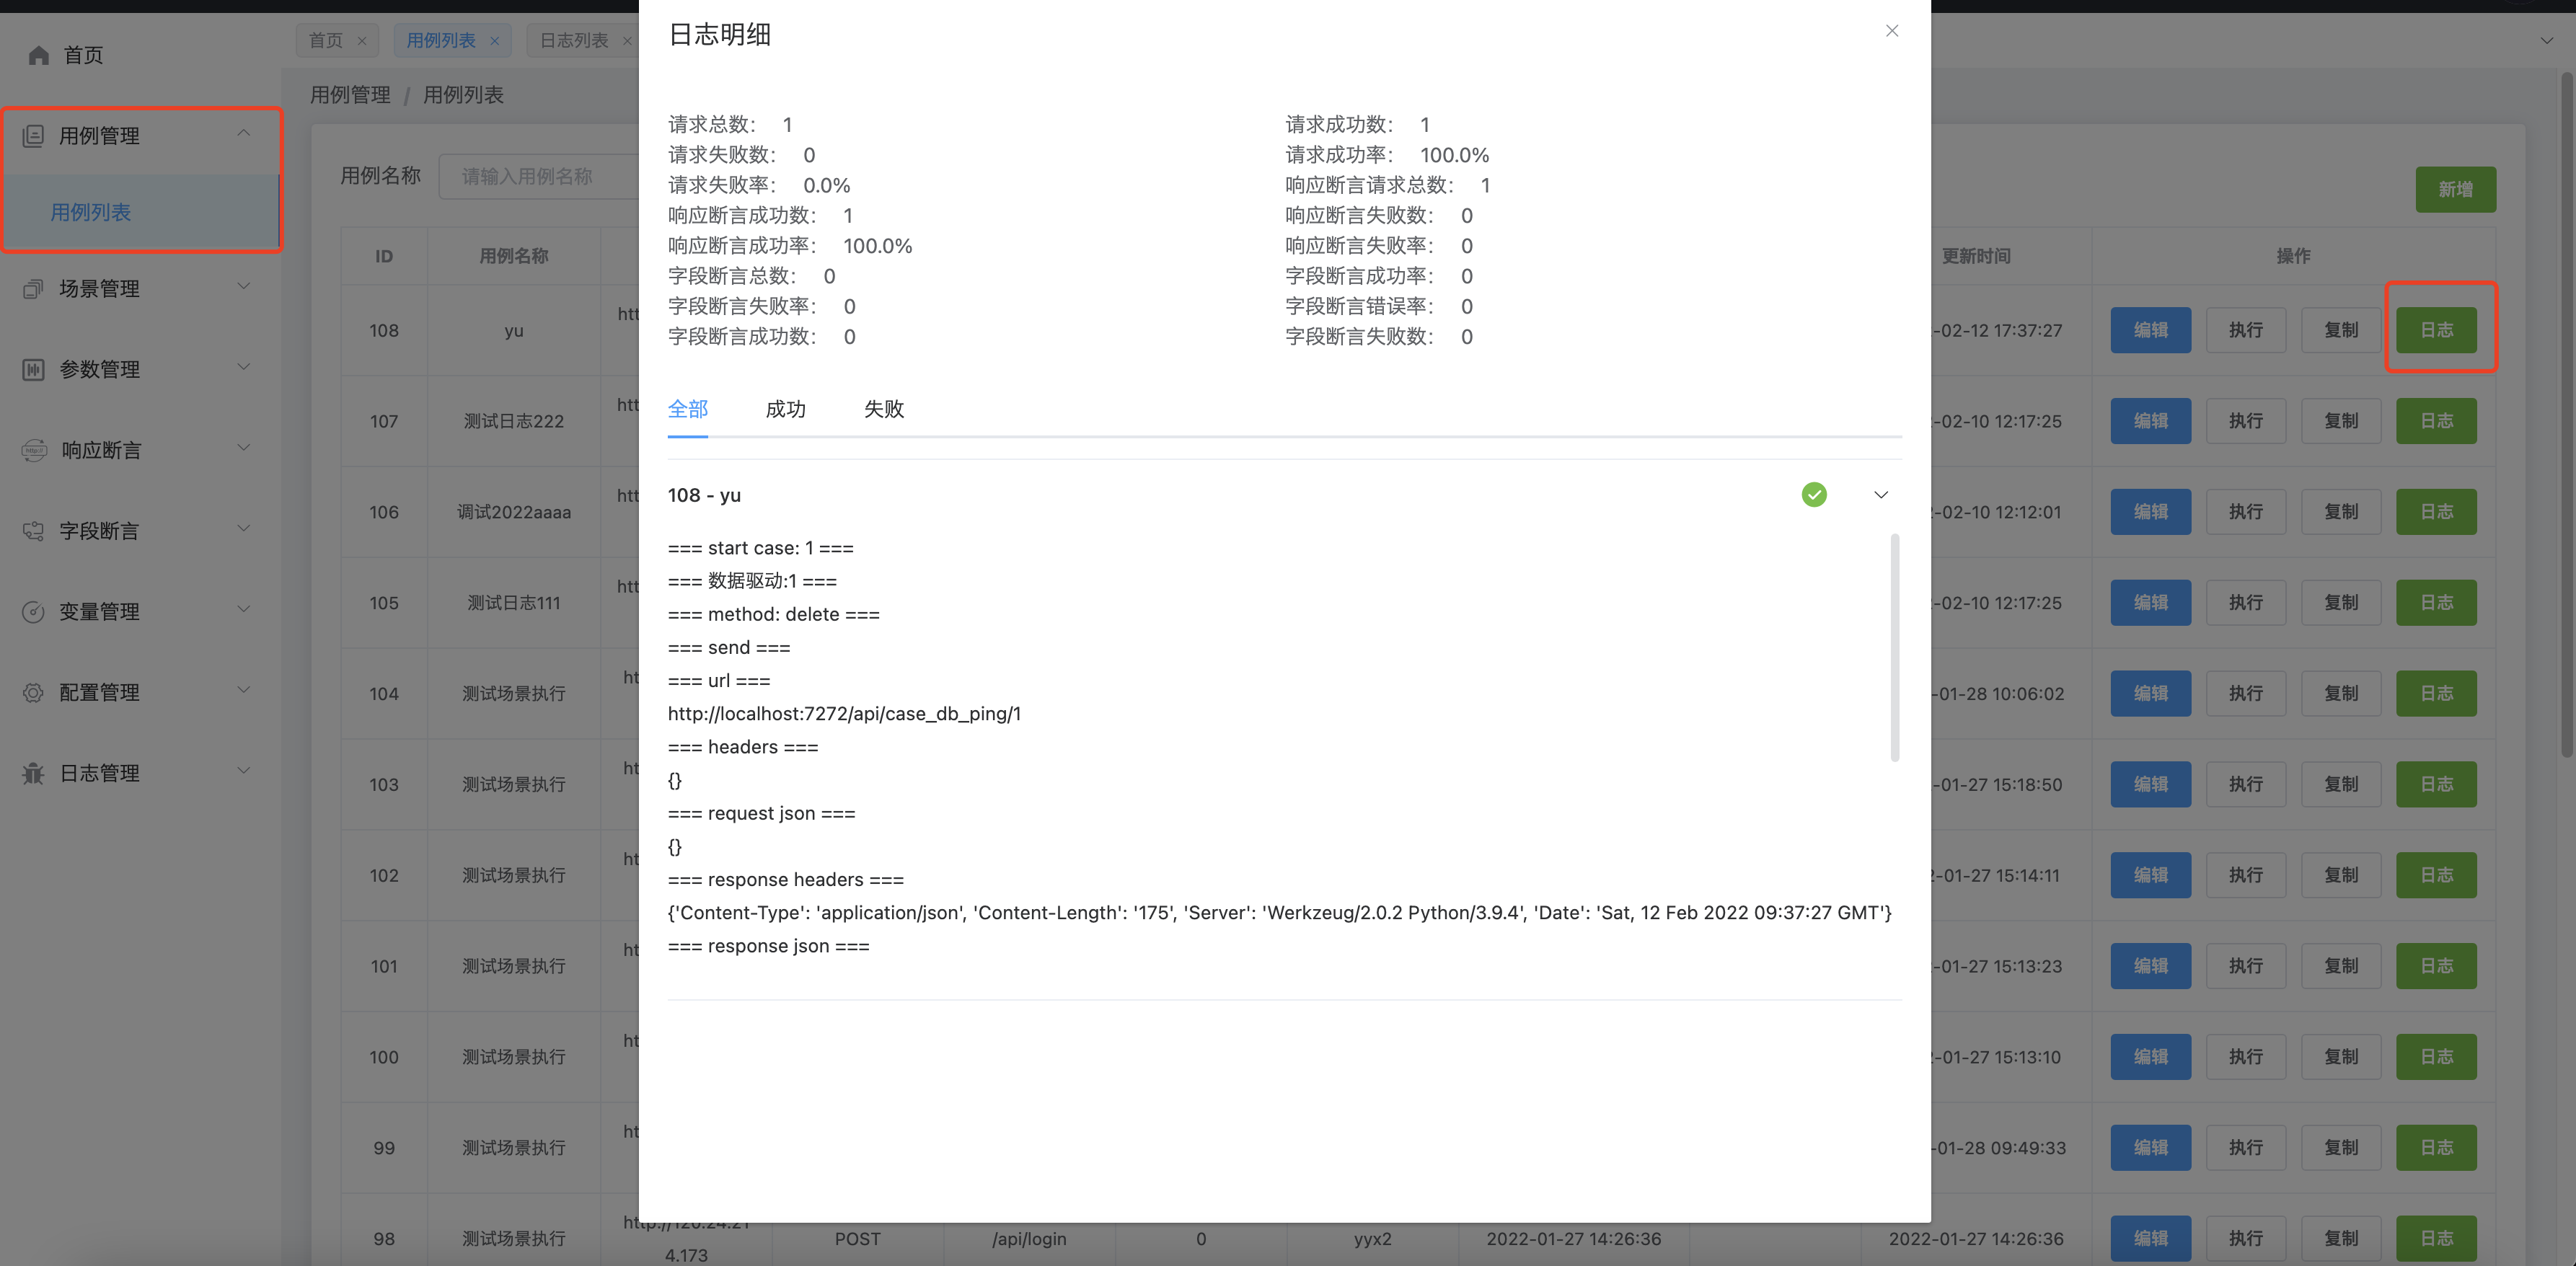 首页
用例管理
用例列表
场景管理
参数管理
响应断言
字段断言
变量管理
配置管理
日志管理
首页 × 用例列表 × 日志列表 ×
用例管理 / 用例列表
用例名称 请输入用例名称
新增
ID 用例名称 更新时间 操作
108 yu htt -02-12 17:37:27 编辑 执行 复制 日志
107 测试日志222 htt -02-10 12:17:25 编辑 执行 复制 日志
106 调试2022aaaa htt -02-10 12:12:01 编辑 执行 复制 日志
105 测试日志111 htt -02-10 12:17:25 编辑 执行 复制 日志
104 测试场景执行 ht -01-28 10:06:02 编辑 执行 复制 日志
103 测试场景执行 ht -01-27 15:18:50 编辑 执行 复制 日志
102 测试场景执行 ht -01-27 15:14:11 编辑 执行 复制 日志
101 测试场景执行 ht -01-27 15:13:23 编辑 执行 复制 日志
100 测试场景执行 ht -01-27 15:13:10 编辑 执行 复制 日志
99 测试场景执行 ht -01-28 09:49:33 编辑 执行 复制 日志
98 测试场景执行 4.173 POST /api/login 0 yyx2 2022-01-27 14:26:36 2022-01-27 14:26:36 编辑 执行 复制 日志
日志明细
请求总数： 1 请求成功数： 1
请求失败数： 0 请求成功率： 100.0%
请求失败率： 0.0% 响应断言请求总数： 1
响应断言成功数： 1 响应断言失败数： 0
响应断言成功率： 100.0% 响应断言失败率： 0
字段断言总数： 0 字段断言成功率： 0
字段断言失败率： 0 字段断言错误率： 0
字段断言成功数： 0 字段断言失败数： 0
全部 成功 失败
108 - yu
=== start case: 1 ===
=== 数据驱动:1 ===
=== method: delete ===
=== send ===
=== url ===
http://localhost:7272/api/case_db_ping/1
=== headers ===
{}
=== request json ===
{}
=== response headers ===
{'Content-Type': 'application/json', 'Content-Length': '175', 'Server': 'Werkzeug/2.0.2 Python/3.9.4', 'Date': 'Sat, 12 Feb 2022 09:37:27 GMT'}
=== response json ===